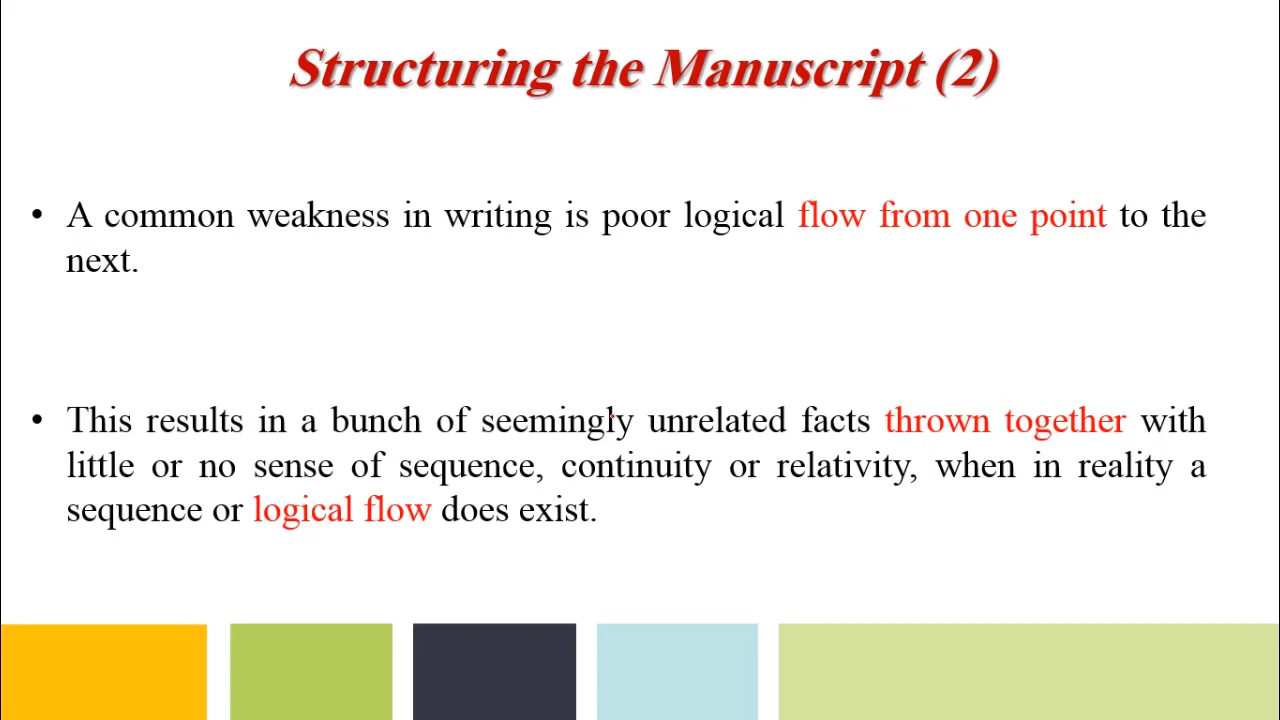 Structuring the Manuscript (2)
• A common weakness in writing is poor logical flow from one point to the
next.
• This results in a bunch of seemingly unrelated facts thrown together with
little or no sense of sequence, continuity or relativity, when in reality a
sequence or logical flow does exist.